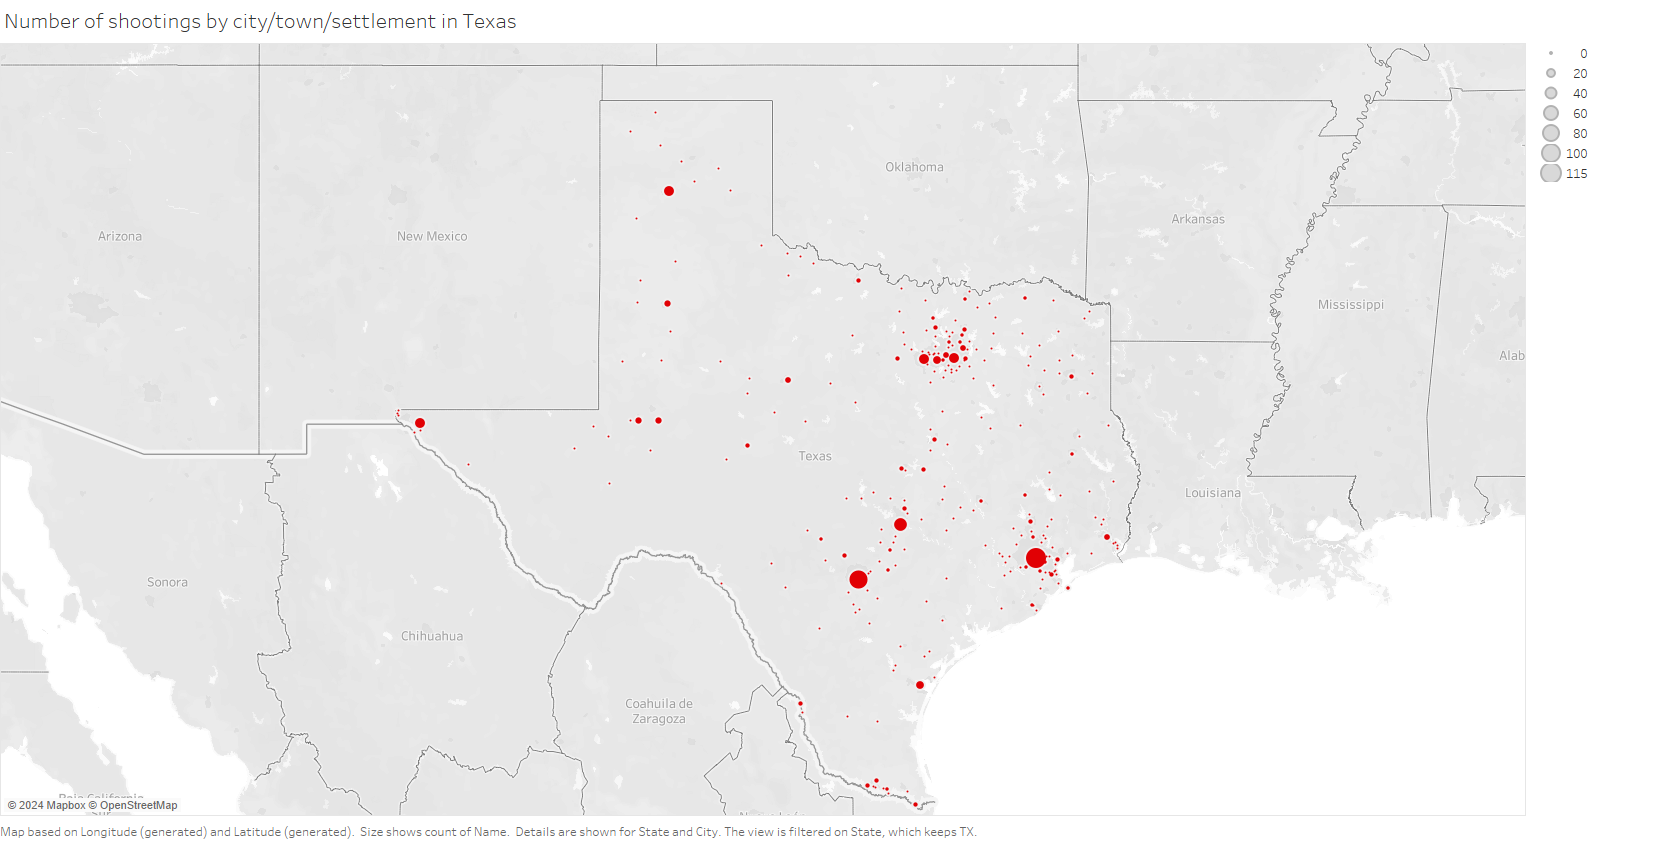 Number of shootings by city/town/settlement in Texas
0
20
40
60
80
100
115
Oklahoma
Arkansas
Arizona
New Mexico
Mississippi
Alab
Texas
Louisiana
Sonora
Chihuahua
Coahuila de
Zaragoza
© 2024 Mapbox © OpenStreetMap
Map based on Longitude (generated) and Latitude (generated). Size shows count of Name. Details are shown for State and City. The view is filtered on State, which keeps TX.